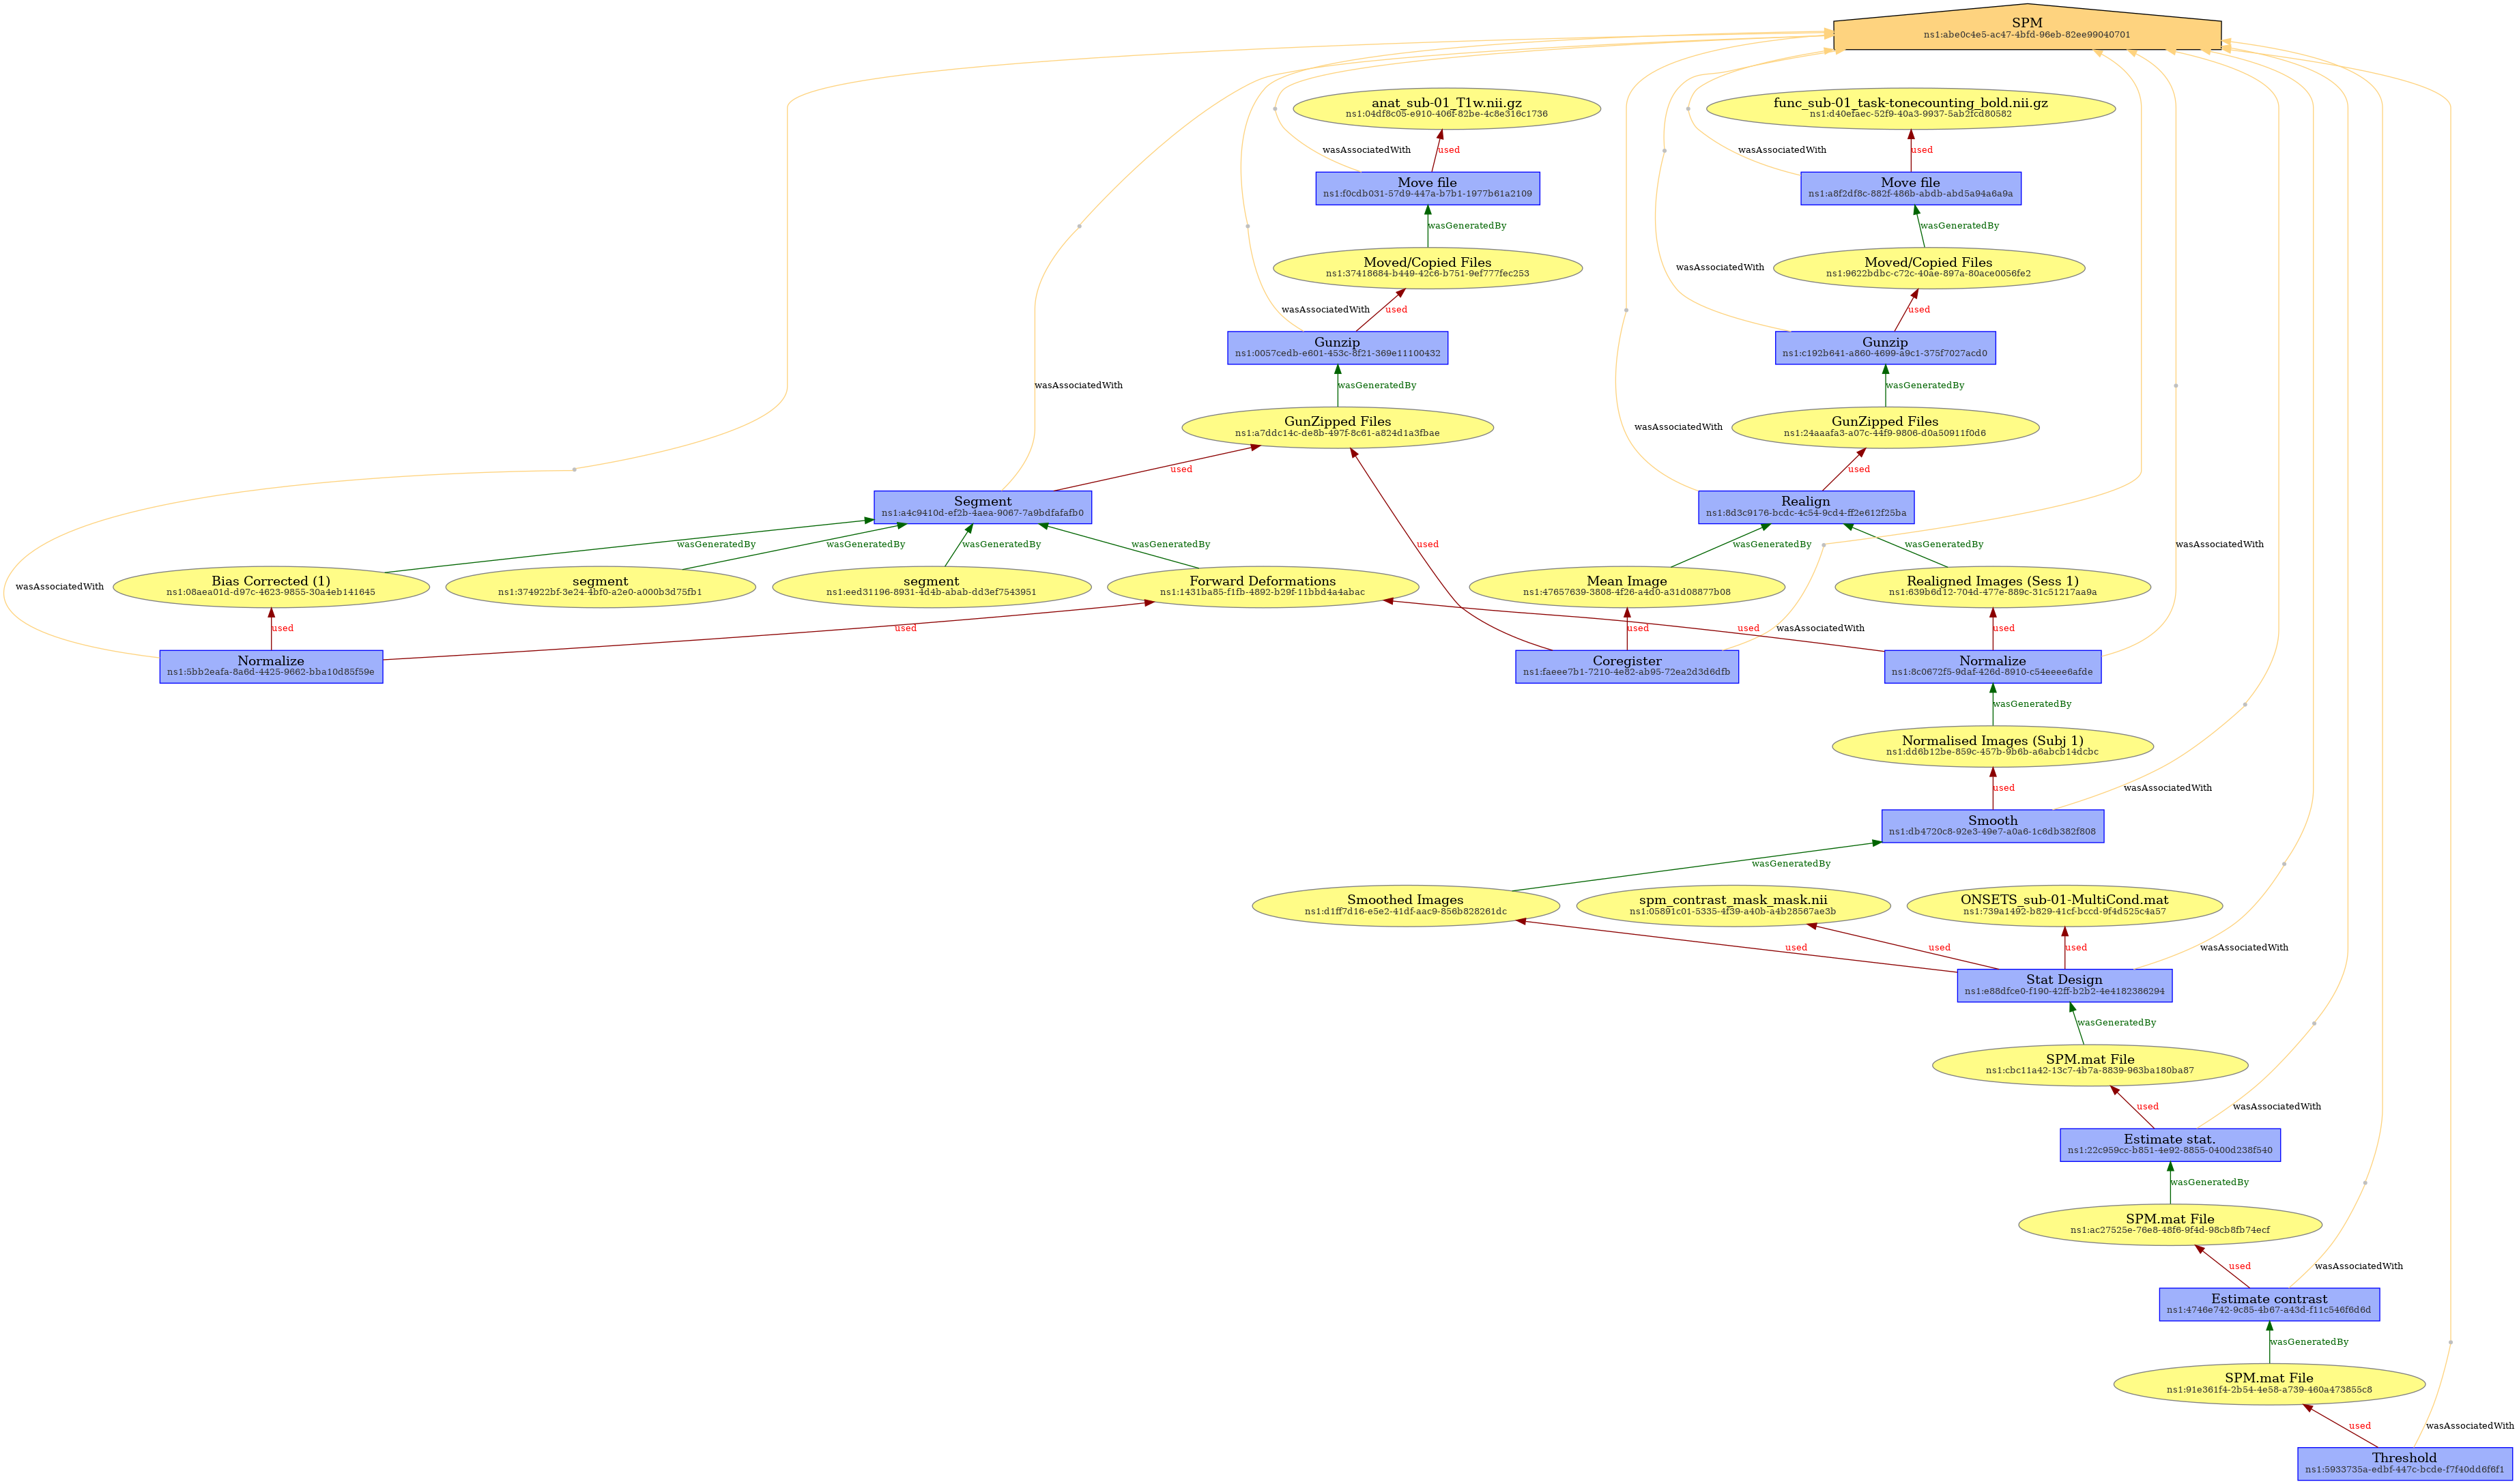 SPM
ns1:abe0c4e5-ac47-4bfd-96eb-82ee99040701
anat_sub-01_T1w.nii.gz
ns1:04df8c05-e910-406f-82be-4c8e316c1736
func_sub-01_task-tonecounting_bold.nii.gz
ns1:d40efaec-52f9-40a3-9937-5ab2fcd80582
wasAssociatedWith
used
wasAssociatedWith
used
Move file
ns1:f0cdb031-57d9-447a-b7b1-1977b61a2109
Move file
ns1:a8f2df8c-882f-486b-abdb-abd5a94a6a9a
wasGeneratedBy
wasGeneratedBy
Moved/Copied Files
ns1:37418684-b449-42c6-b751-9ef777fec253
wasAssociatedWith
Moved/Copied Files
ns1:9622bdbc-c72c-40ae-897a-80ace0056fe2
wasAssociatedWith
used
used
Gunzip
ns1:0057cedb-e601-453c-8f21-369e11100432
Gunzip
ns1:c192b641-a860-4699-a9c1-375f7027acd0
wasAssociatedWith
wasGeneratedBy
wasGeneratedBy
GunZipped Files
ns1:a7ddc14c-de8b-497f-8c61-a824d1a3fbae
wasAssociatedWith
GunZipped Files
ns1:24aaafa3-a07c-44f9-9806-d0a50911f0d6
used
used
Segment
ns1:a4c9410d-ef2b-4aea-9067-7a9bdfafafb0
Realign
ns1:8d3c9176-bcdc-4c54-9cd4-ff2e612f25ba
wasGeneratedBy
wasGeneratedBy
wasGeneratedBy
wasGeneratedBy
used
wasGeneratedBy
wasGeneratedBy
wasAssociatedWith
wasAssociatedWith
Bias Corrected (1)
ns1:08aea01d-d97c-4623-9855-30a4eb141645
segment
ns1:374922bf-3e24-4bf0-a2e0-a000b3d75fb1
segment
ns1:eed31196-8931-4d4b-abab-dd3ef7543951
Forward Deformations
ns1:1431ba85-f1fb-4892-b29f-11bbd4a4abac
Mean Image
ns1:47657639-3808-4f26-a4d0-a31d08877b08
Realigned Images (Sess 1)
ns1:639b6d12-704d-477e-889c-31c51217aa9a
used
used
used
used
wasAssociatedWith
used
Normalize
ns1:5bb2eafa-8a6d-4425-9662-bba10d85f59e
Coregister
ns1:faeee7b1-7210-4e82-ab95-72ea2d3d6dfb
Normalize
ns1:8c0672f5-9daf-426d-8910-c54eeee6afde
wasGeneratedBy
Normalised Images (Subj 1)
ns1:dd6b12be-859c-457b-9b6b-a6abcb14dcbc
used
wasAssociatedWith
Smooth
ns1:db4720c8-92e3-49e7-a0a6-1c6db382f808
wasGeneratedBy
Smoothed Images
ns1:d1ff7d16-e5e2-41df-aac9-856b828261dc
spm_contrast_mask_mask.nii
ns1:05891c01-5335-4f39-a40b-a4b28567ae3b
ONSETS_sub-01-MultiCond.mat
ns1:739a1492-b829-41cf-bccd-9f4d525c4a57
used
used
used
wasAssociatedWith
Stat Design
ns1:e88dfce0-f190-42ff-b2b2-4e4182386294
wasGeneratedBy
SPM.mat File
ns1:cbc11a42-13c7-4b7a-8839-963ba180ba87
used
wasAssociatedWith
Estimate stat.
ns1:22c959cc-b851-4e92-8855-0400d238f540
wasGeneratedBy
SPM.mat File
ns1:ac27525e-76e8-48f6-9f4d-98cb8fb74ecf
used
wasAssociatedWith
Estimate contrast
ns1:4746e742-9c85-4b67-a43d-f11c546f6d6d
wasGeneratedBy
SPM.mat File
ns1:91e361f4-2b54-4e58-a739-460a473855c8
used
wasAssociatedWith
Threshold
ns1:5933735a-edbf-447c-bcde-f7f40dd6f6f1